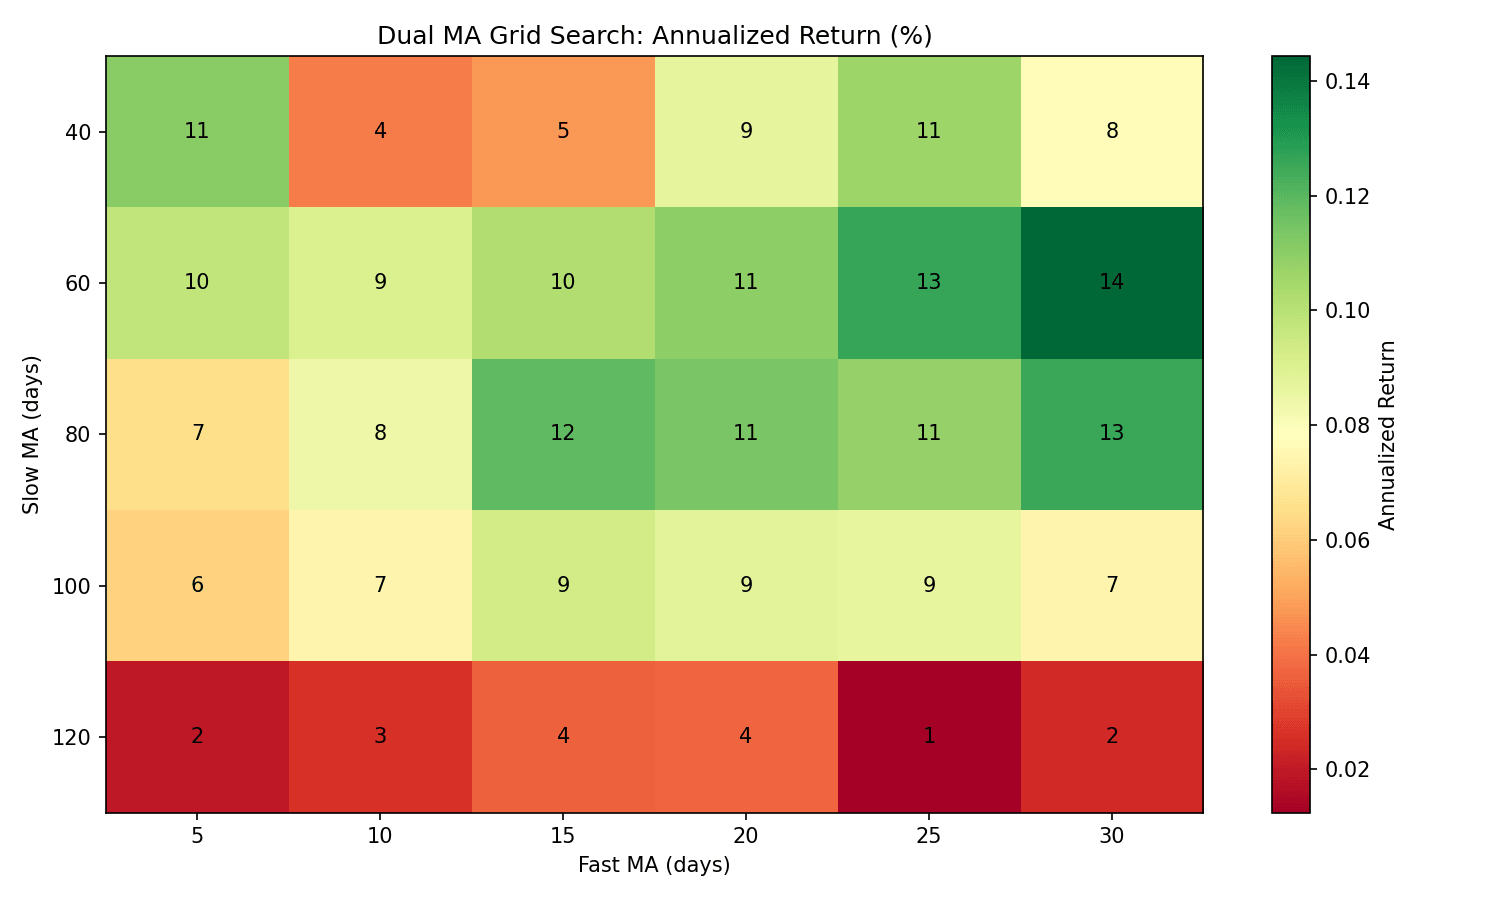 Dual MA Grid Search: Annualized Return (%)
40 11 4 5 9 11 8
60 10 9 10 11 13 14
80 7 8 12 11 11 13
100 6 7 9 9 9 7
120 2 3 4 4 1 2
5 10 15 20 25 30
Fast MA (days)
Slow MA (days)
0.14
0.12
0.10
0.08
0.06
0.04
0.02
Annualized Return